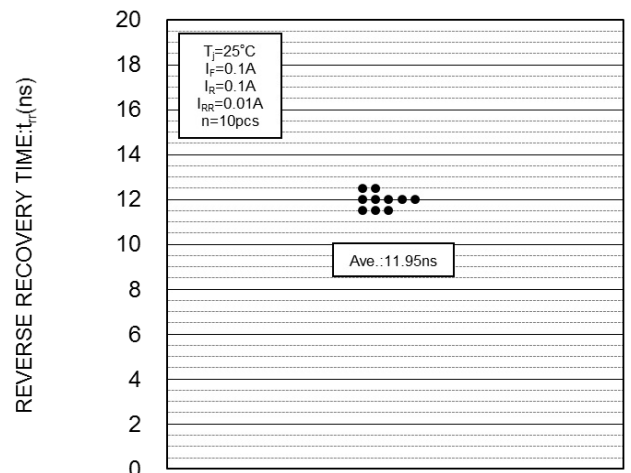 REVERSE RECOVERY TIME:trr(ns)
20
18
16
14
12
10
8
6
4
2
0
Tj=25°C
IF=0.1A
IR=0.1A
IRR=0.01A
n=10pcs
Ave.:11.95ns